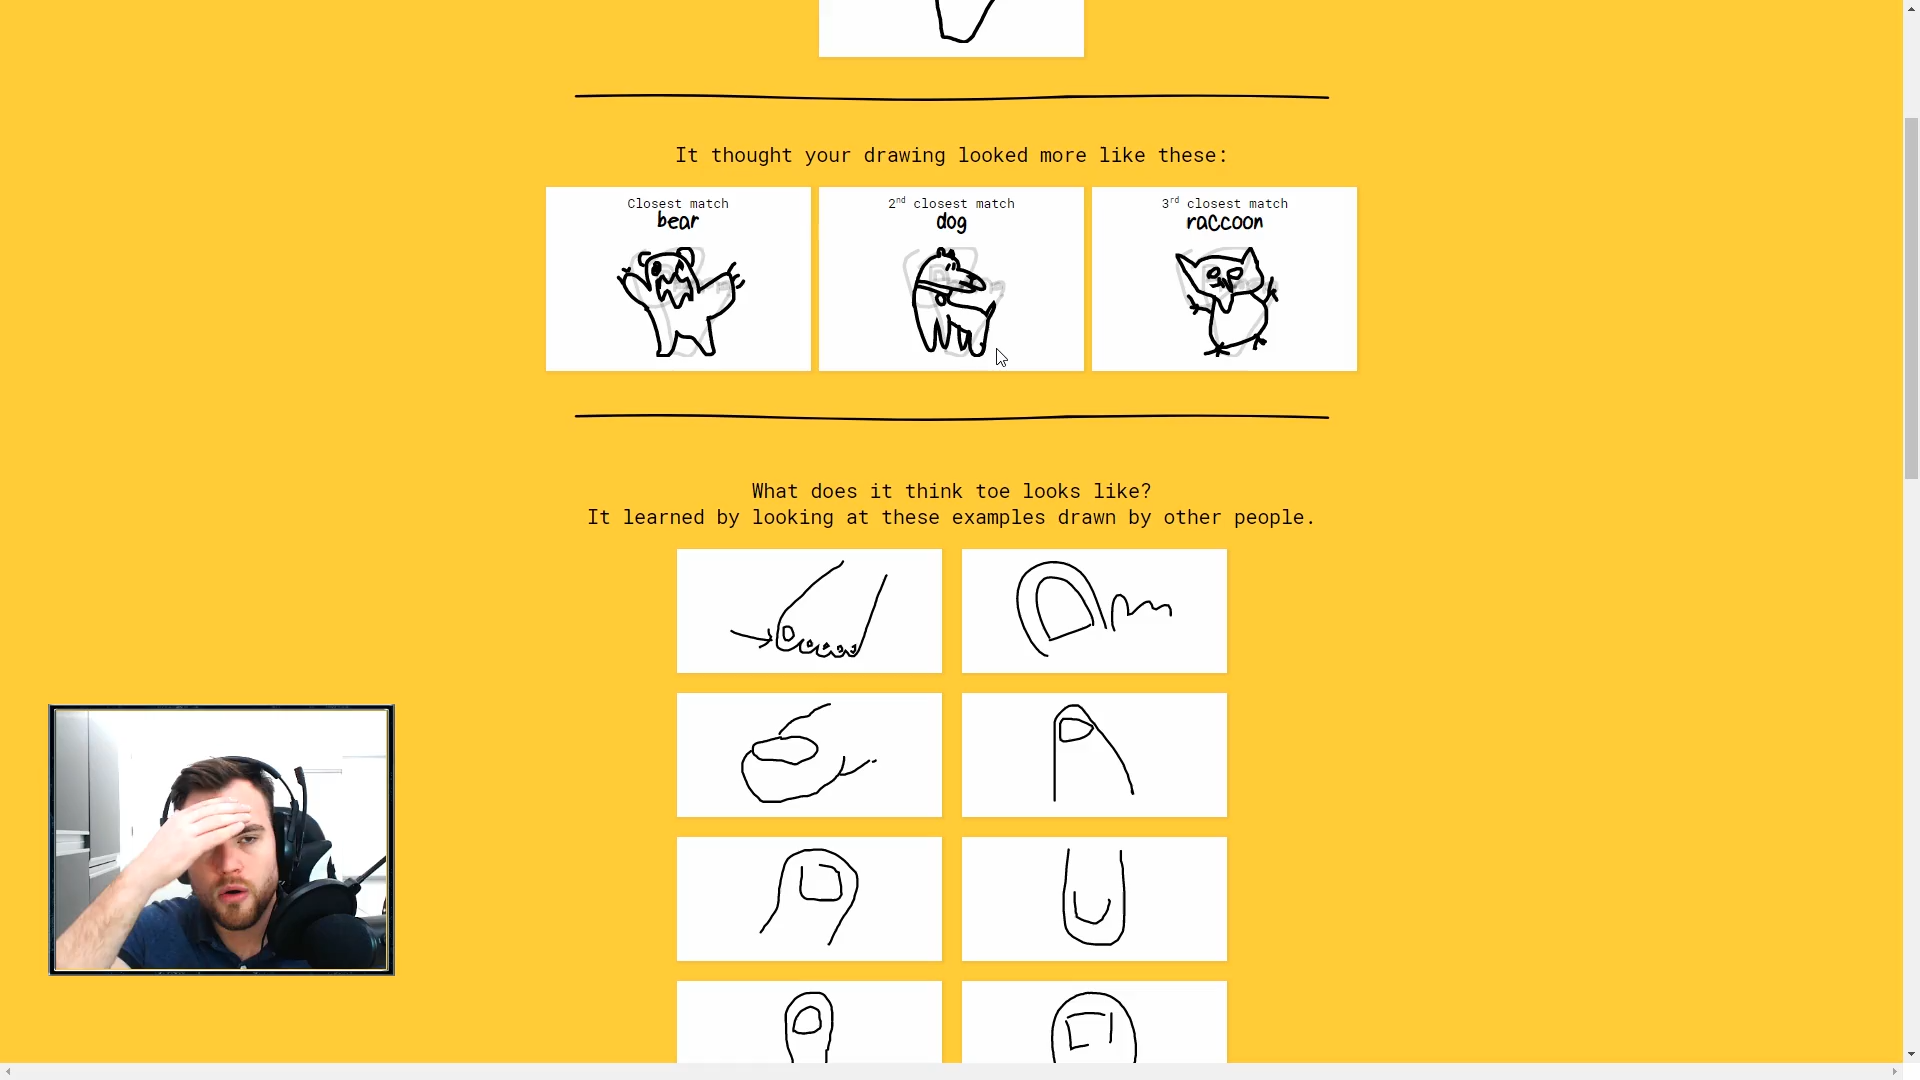 It thought your drawing looked more like these:
Closest match
bear
2nd closest match
dog
3rd closest match
raccoon
What does it think toe looks like?
It learned by looking at these examples drawn by other people.